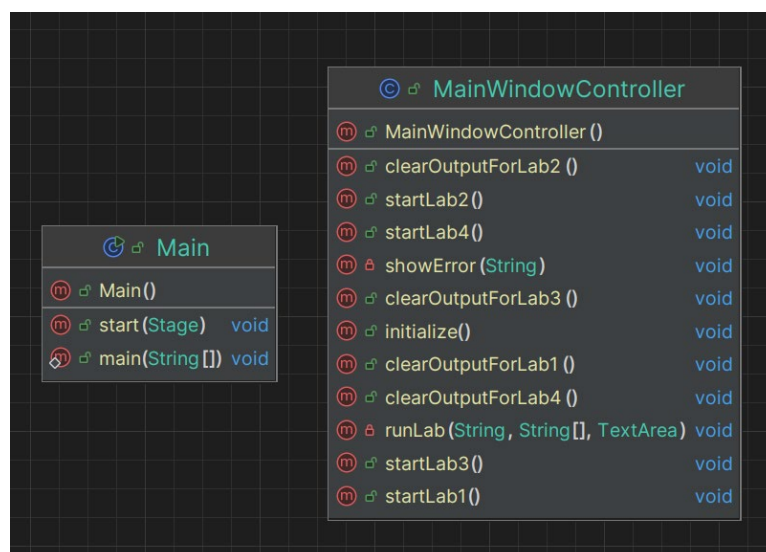 Main
Main()
start(Stage) void
main(String[]) void
MainWindowController
MainWindowController()
clearOutputForLab2() void
startLab2() void
startLab4() void
showError(String) void
clearOutputForLab3() void
initialize() void
clearOutputForLab1() void
clearOutputForLab4() void
runLab(String, String[], TextArea) void
startLab3() void
startLab1() void